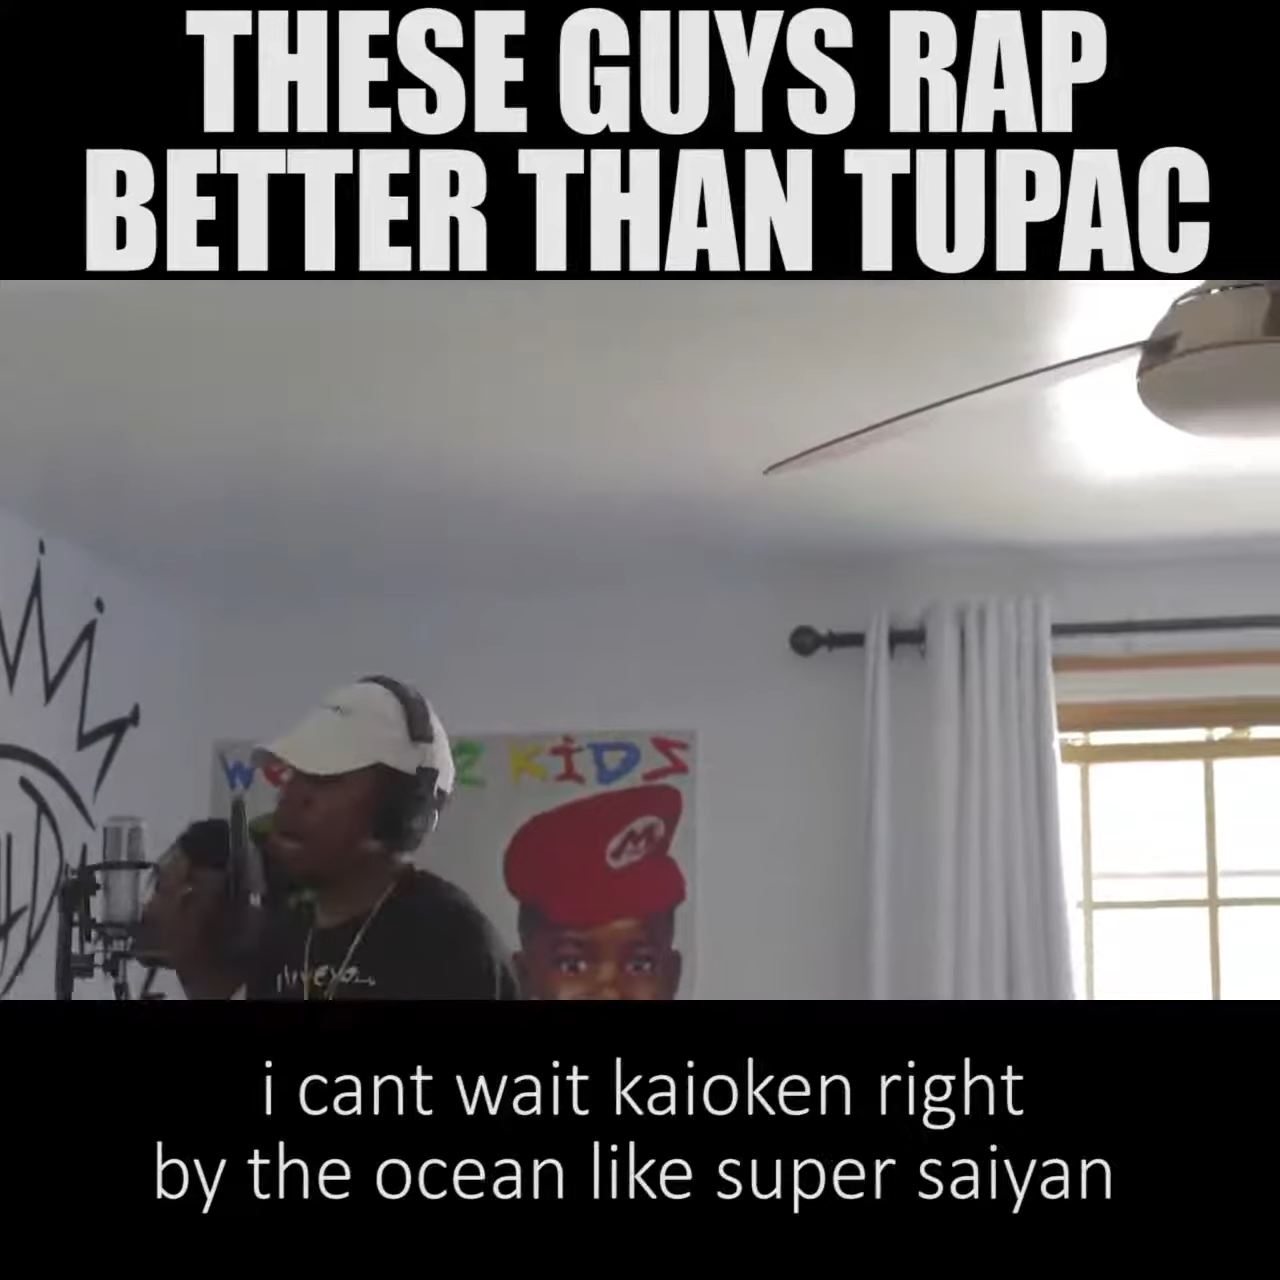 THESE GUYS RAP
BETTER THAN TUPAC
KiDS
M
i cant wait kaioken right
by the ocean like super saiyan